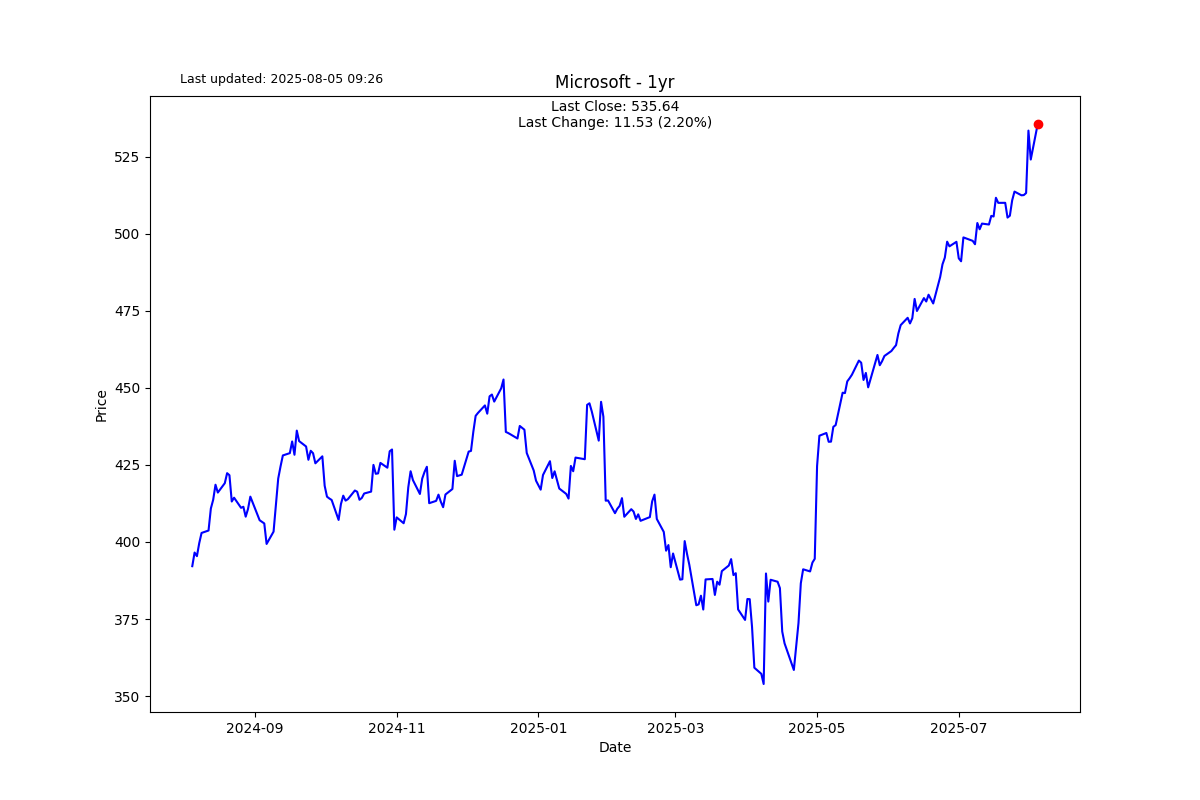 Last updated: 2025-08-05 09:26
Microsoft - 1yr
Last Close: 535.64
Last Change: 11.53 (2.20%)
525
500
475
450
425
400
375
350
Price
2024-09
2024-11
2025-01
2025-03
2025-05
2025-07
Date